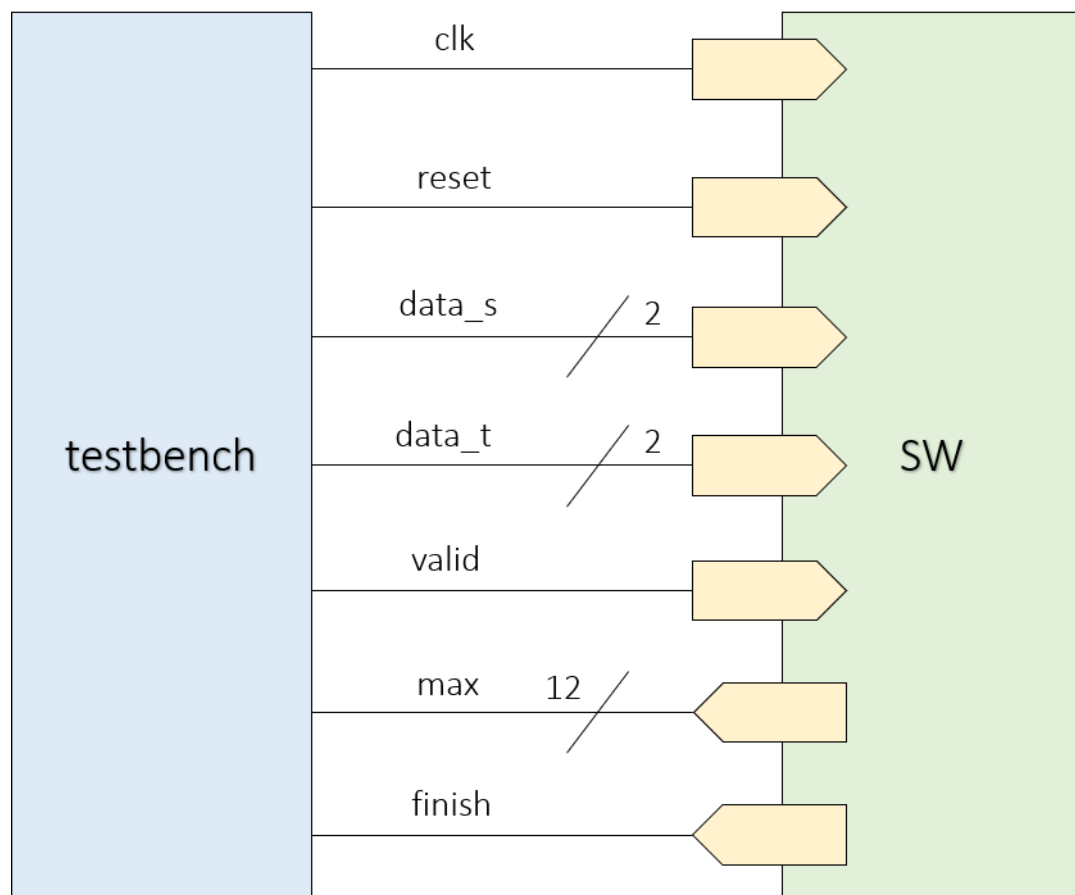 clk
reset
data_s
2
data_t
2
testbench
SW
valid
max
12
finish